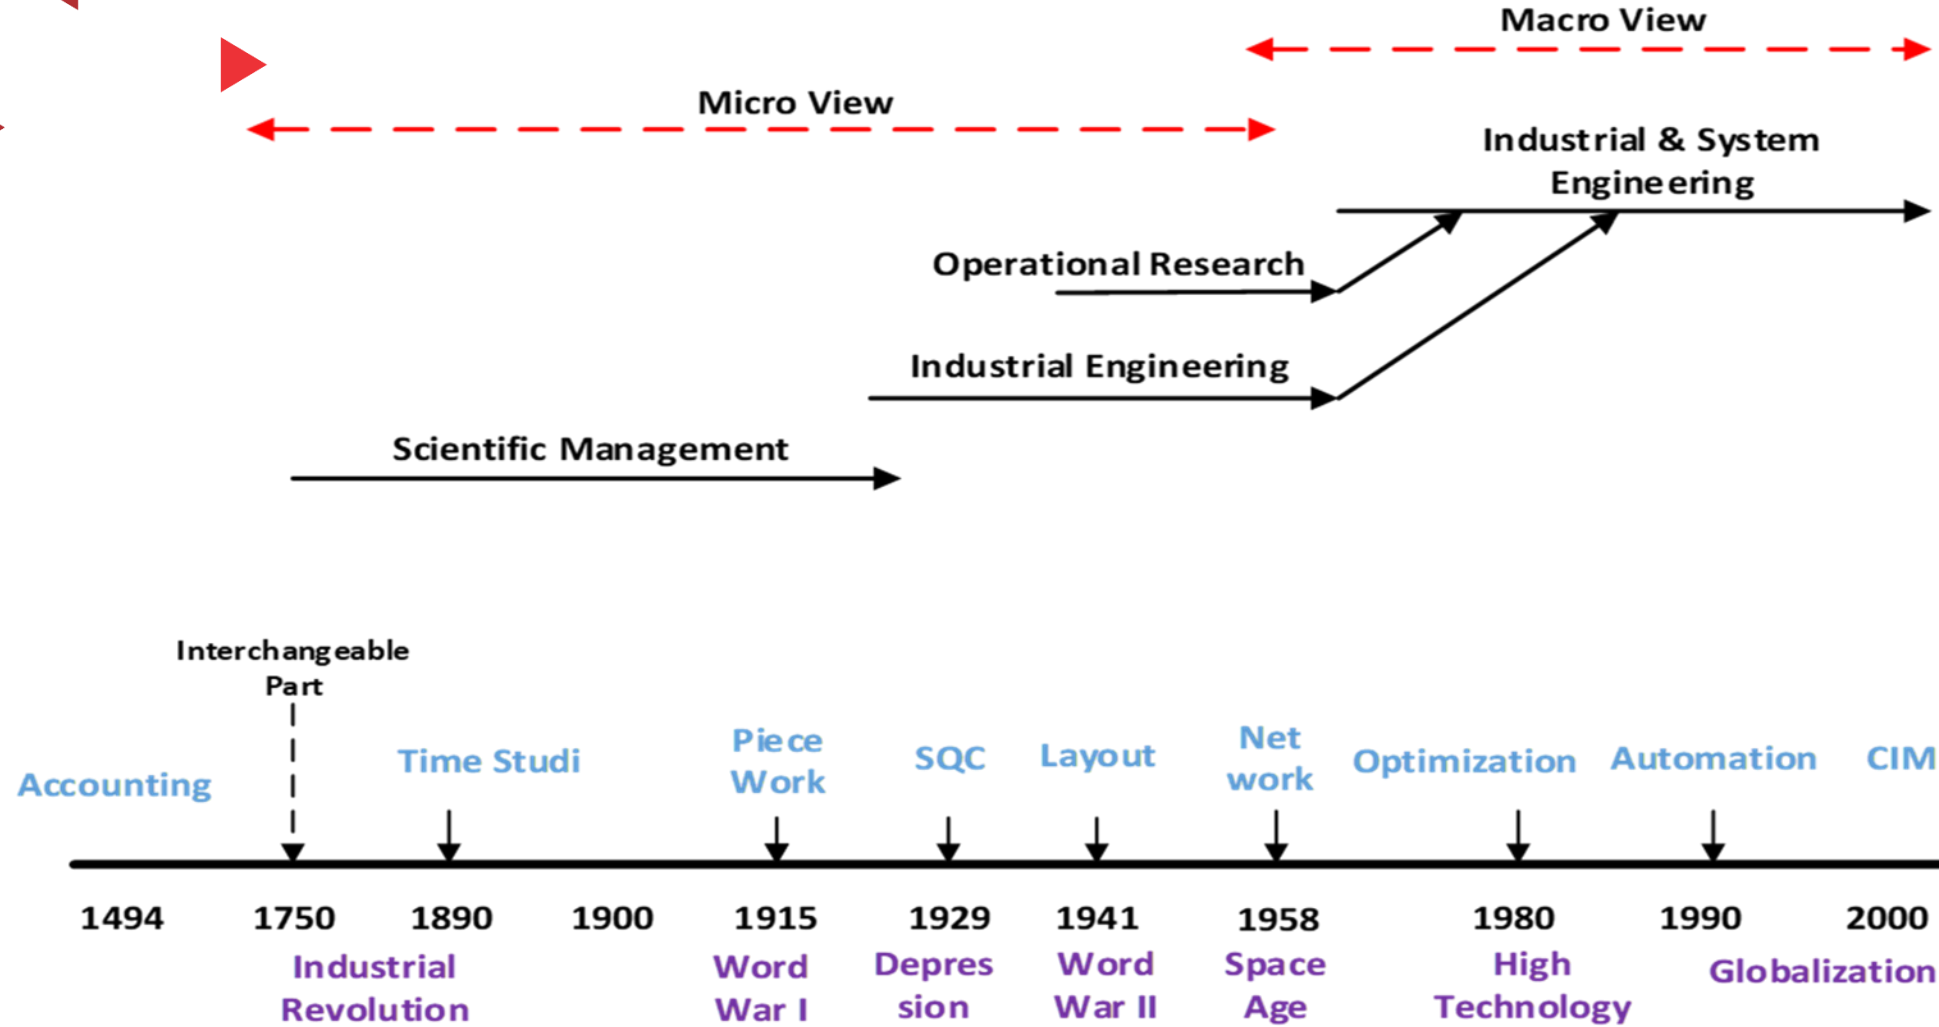 Macro View
Micro View
Industrial & System
Engineering
Operational Research
Industrial Engineering
Scientific Management
Interchangeable
Part
Accounting
Time Studi
Piece
Work
SQC
Layout
Net
work
Optimization
Automation
CIM
1494
1750
1890
1900
1915
1929
1941
1958
1980
1990
2000
Industrial
Revolution
Word
War I
Depres
sion
Word
War II
Space
Age
High
Technology
Globalization